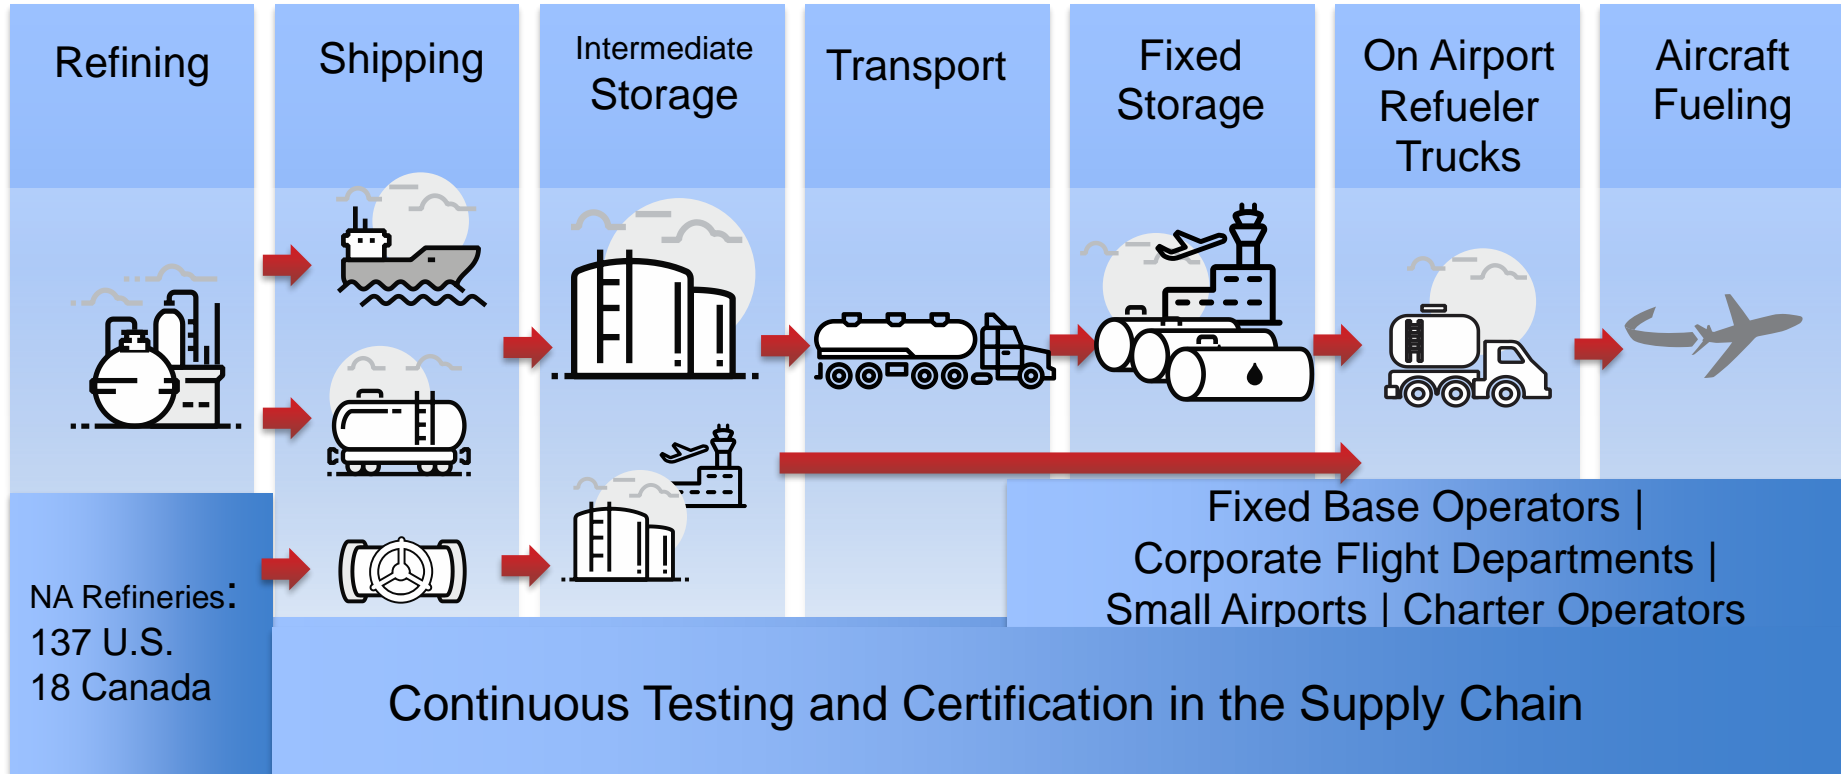 Refining
Shipping
Intermediate
Storage
Transport
Fixed
Storage
On Airport
Refueler
Trucks
Aircraft
Fueling
NA Refineries:
137 U.S.
18 Canada
Fixed Base Operators |
Corporate Flight Departments |
Small Airports | Charter Operators
Continuous Testing and Certification in the Supply Chain